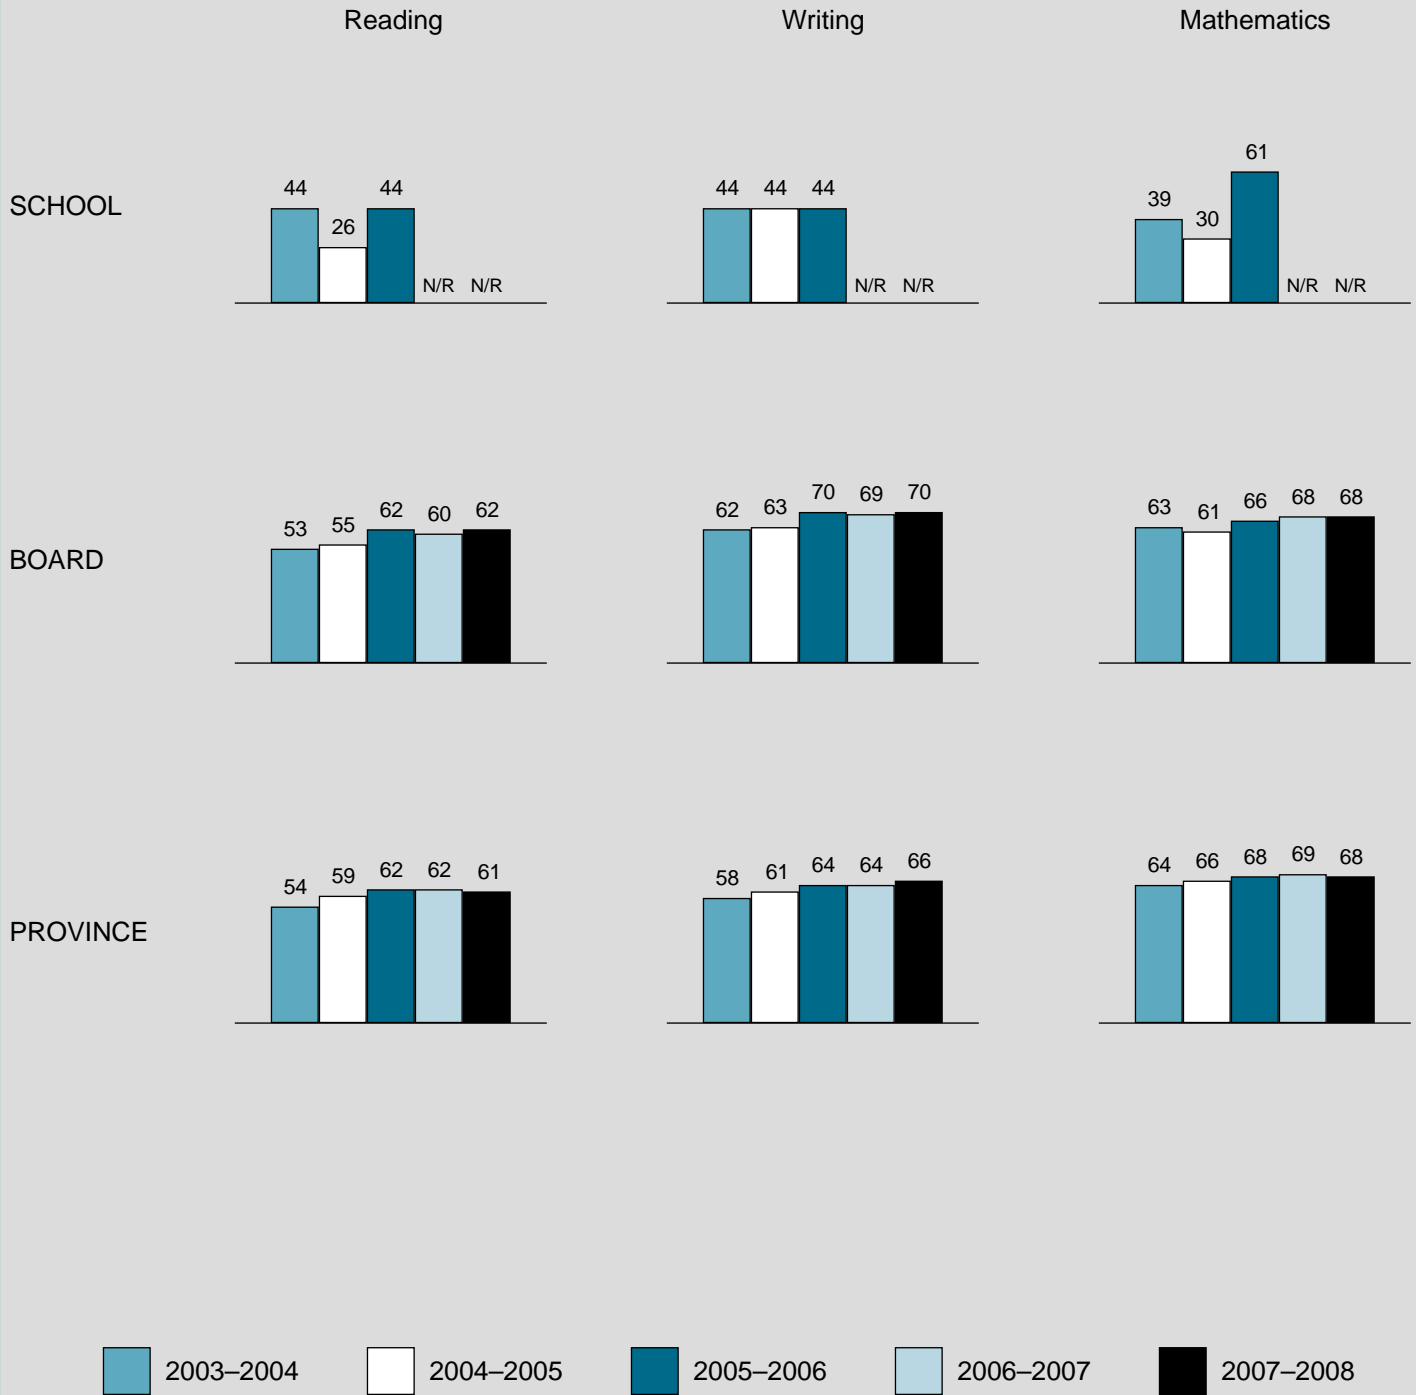 Reading Writing Mathematics
SCHOOL
44 26 44 N/R N/R
44 44 44 N/R N/R
39 30 61 N/R N/R
BOARD
53 55 62 60 62
62 63 70 69 70
63 61 66 68 68
PROVINCE
54 59 62 62 61
58 61 64 64 66
64 66 68 69 68
2003–2004 2004–2005 2005–2006 2006–2007 2007–2008